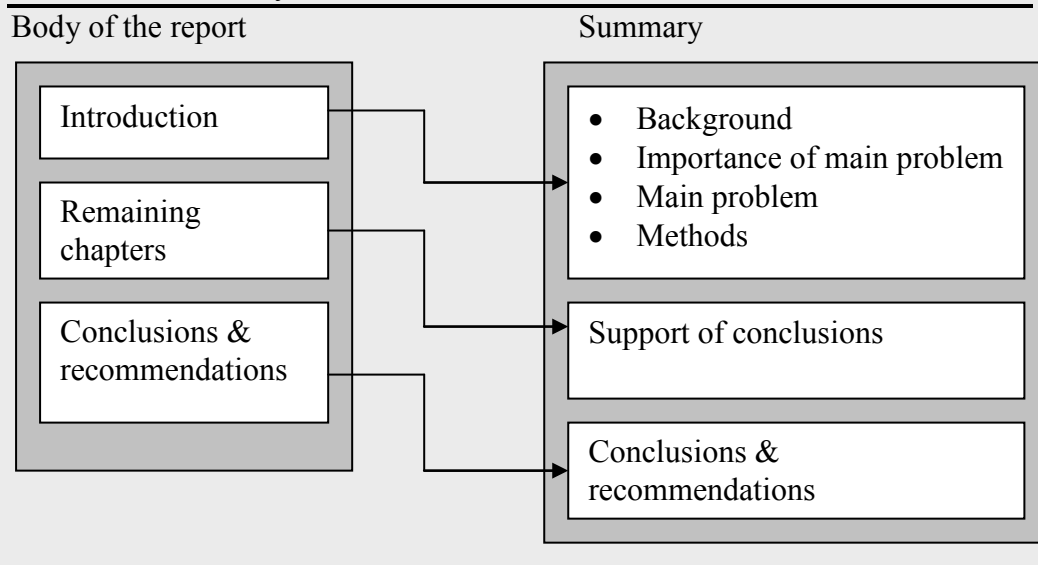 Body of the report
Summary
Introduction
Remaining
chapters
Conclusions &
recommendations
• Background
• Importance of main problem
• Main problem
• Methods
Support of conclusions
Conclusions &
recommendations